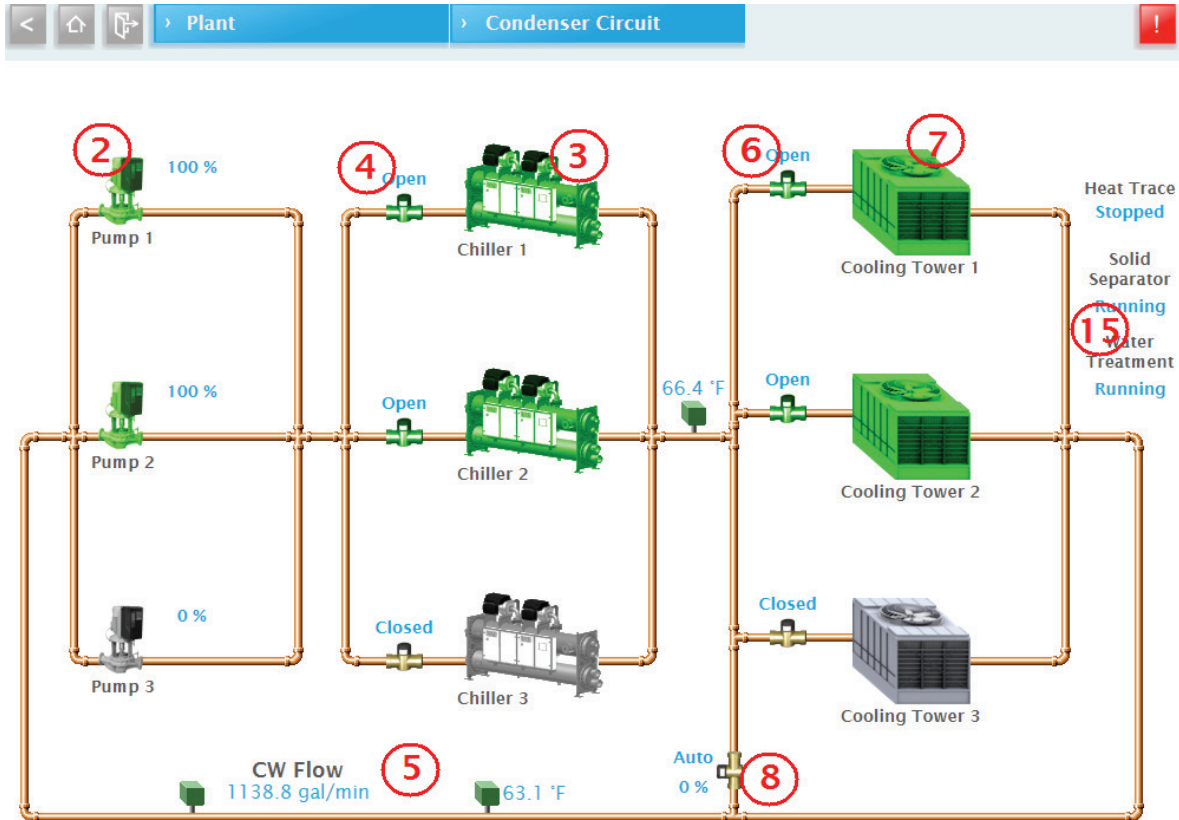 < › Plant › Condenser Circuit !
2
100 %
Pump 1
4
Open
3
Chiller 1
6
Open
7
Cooling Tower 1
Heat Trace
Stopped
Solid
Separator
Running
15
Water
Treatment
Running
100 %
Pump 2
Open
Chiller 2
66.4 °F
Open
Cooling Tower 2
0 %
Pump 3
Closed
Chiller 3
Closed
Cooling Tower 3
CW Flow
1138.8 gal/min
5
63.1 °F
Auto
0 %
8